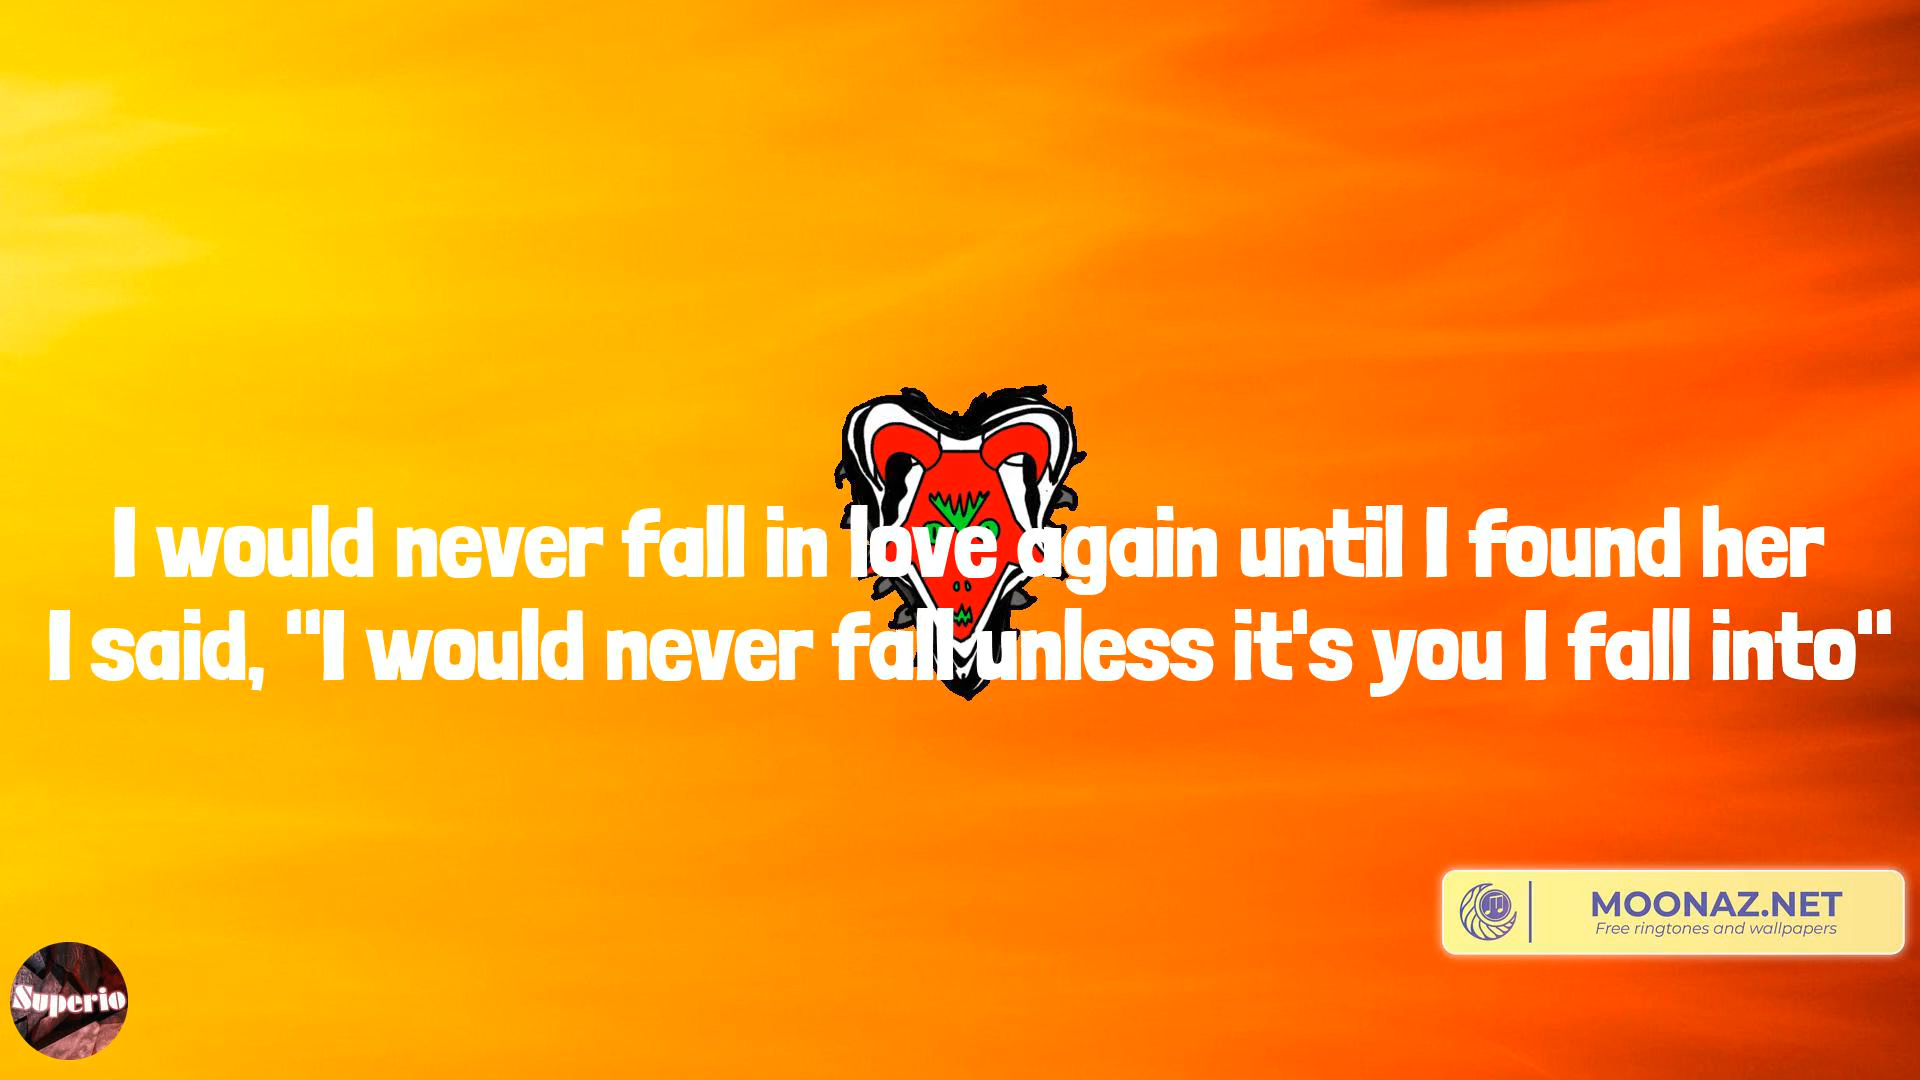 I would never fall in love again until I found her
I said, "I would never fall unless it's you I fall into"
MOONAZ.NET
Free ringtones and wallpapers
Superio